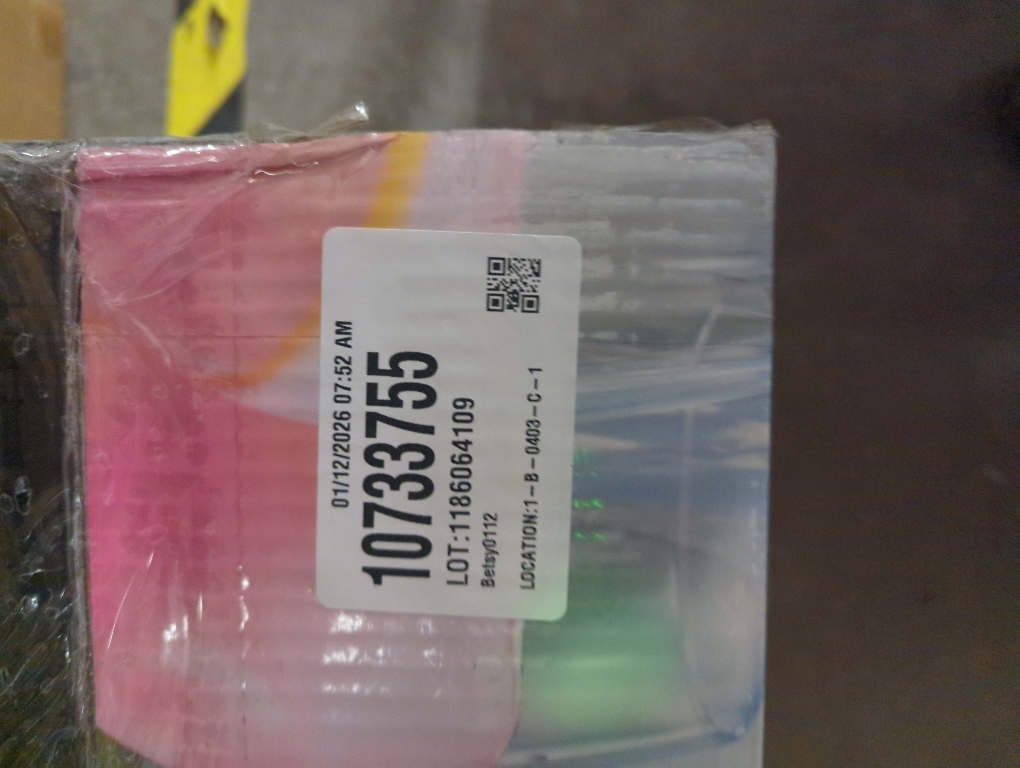 01/12/2026 07:52 AM
10733755
LOT:1186064109
Betsy0112
LOCATION:1-B-0403-C-1